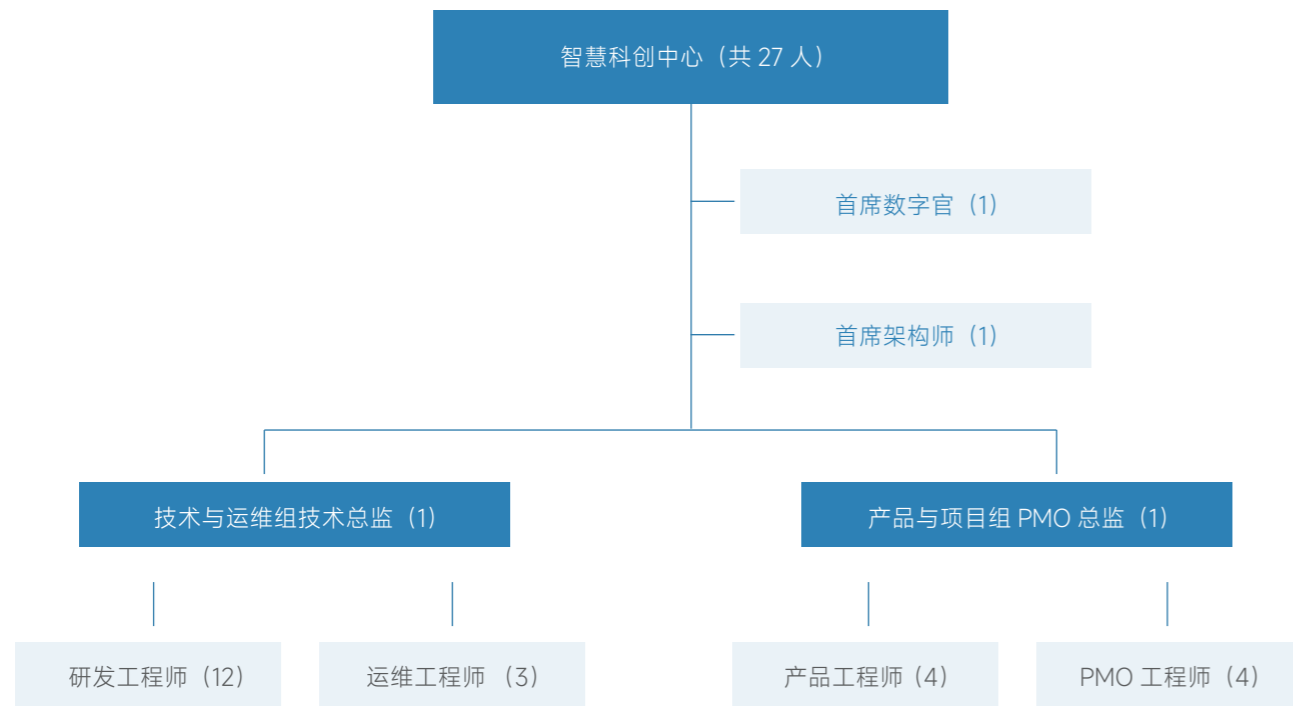 智慧科创中心（共 27 人）
首席数字官（1）
首席架构师（1）
技术与运维组技术总监（1）
产品与项目组 PMO 总监（1）
研发工程师（12）
运维工程师 （3）
产品工程师（4）
PMO 工程师（4）